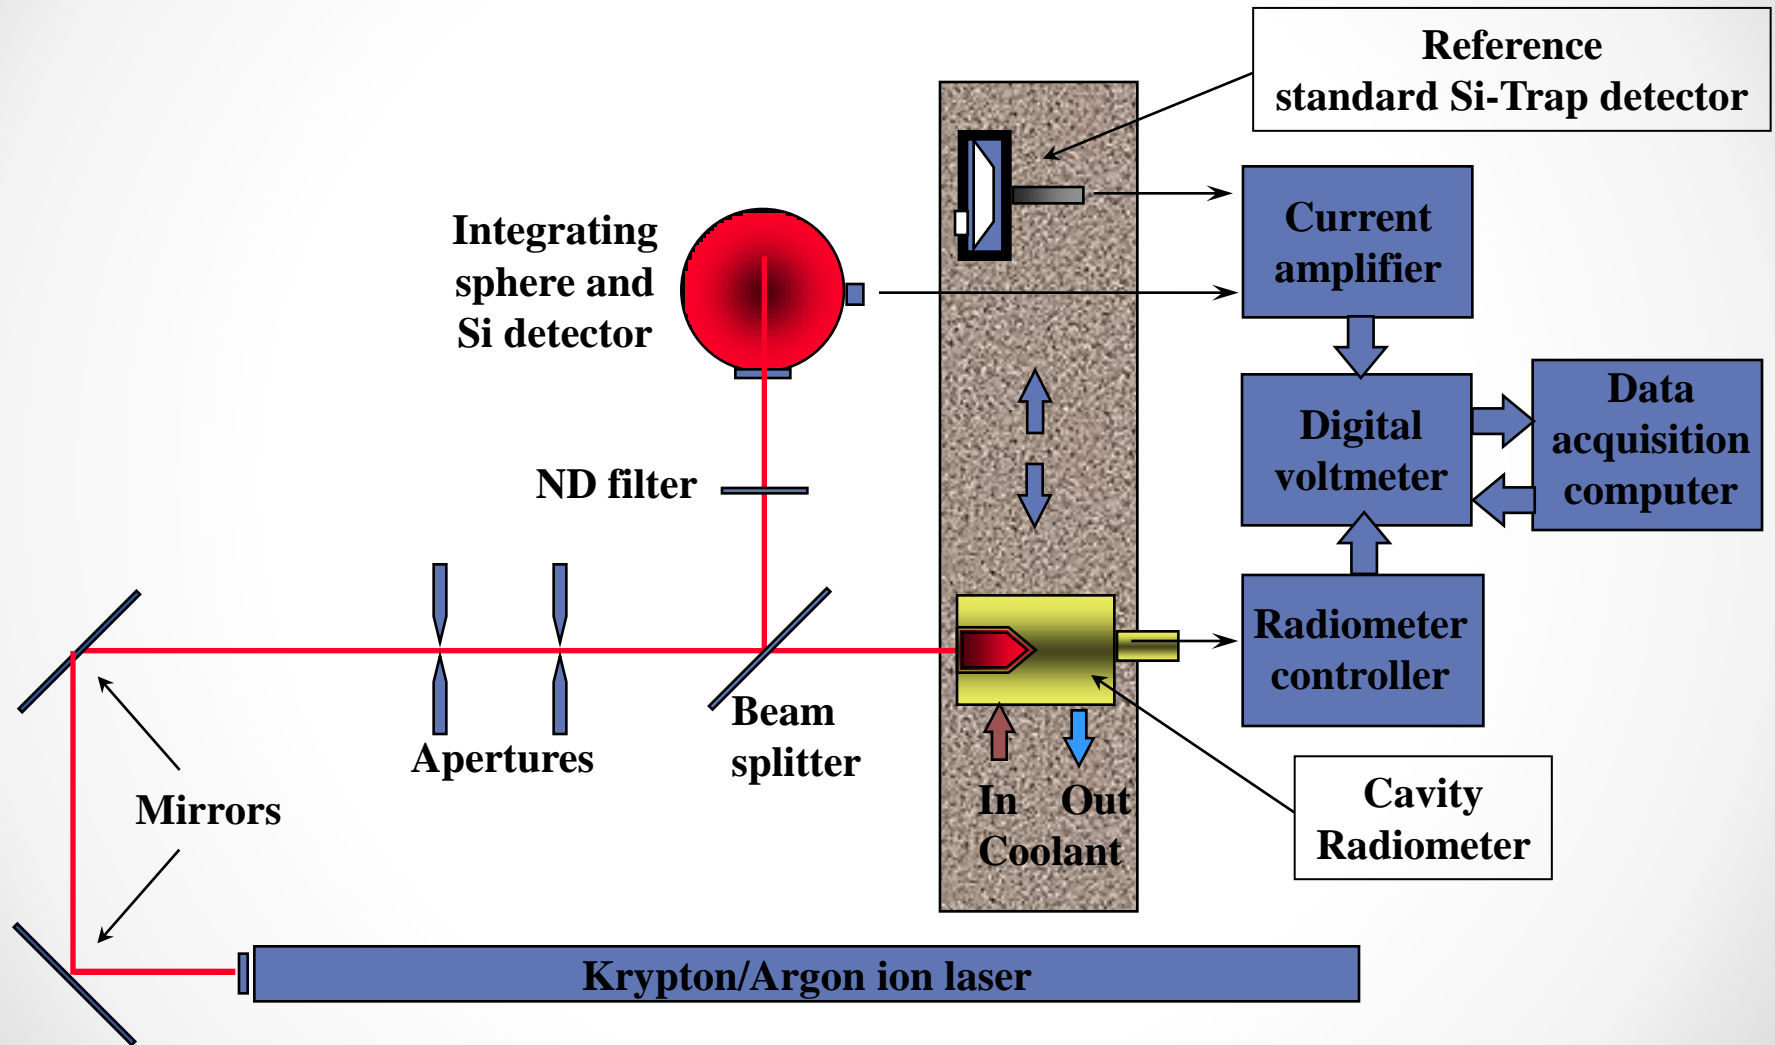 Reference
standard Si-Trap detector
Integrating
sphere and
Si detector
Current
amplifier
Data
acquisition
computer
Digital
voltmeter
ND filter
Radiometer
controller
Beam
splitter
Apertures
Mirrors
In Out
Coolant
Cavity
Radiometer
Krypton/Argon ion laser